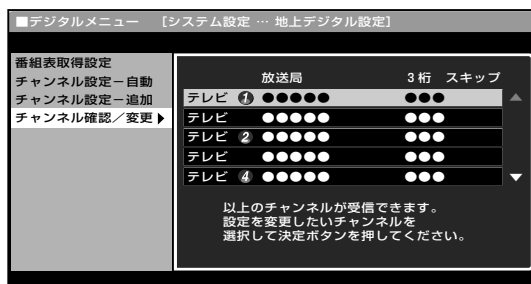 ■デジタルメニュー [システム設定 … 地上デジタル設定]
番組表取得設定
チャンネル設定－自動
チャンネル設定－追加
チャンネル確認／変更▶
放送局 3桁 スキップ
テレビ 1 ●●●●● ●●● ▲
テレビ ●●●●● ●●●
テレビ 2 ●●●●● ●●●
テレビ ●●●●● ●●●
テレビ 4 ●●●●● ●●● ▼
以上のチャンネルが受信できます。
設定を変更したいチャンネルを
選択して決定ボタンを押してください。